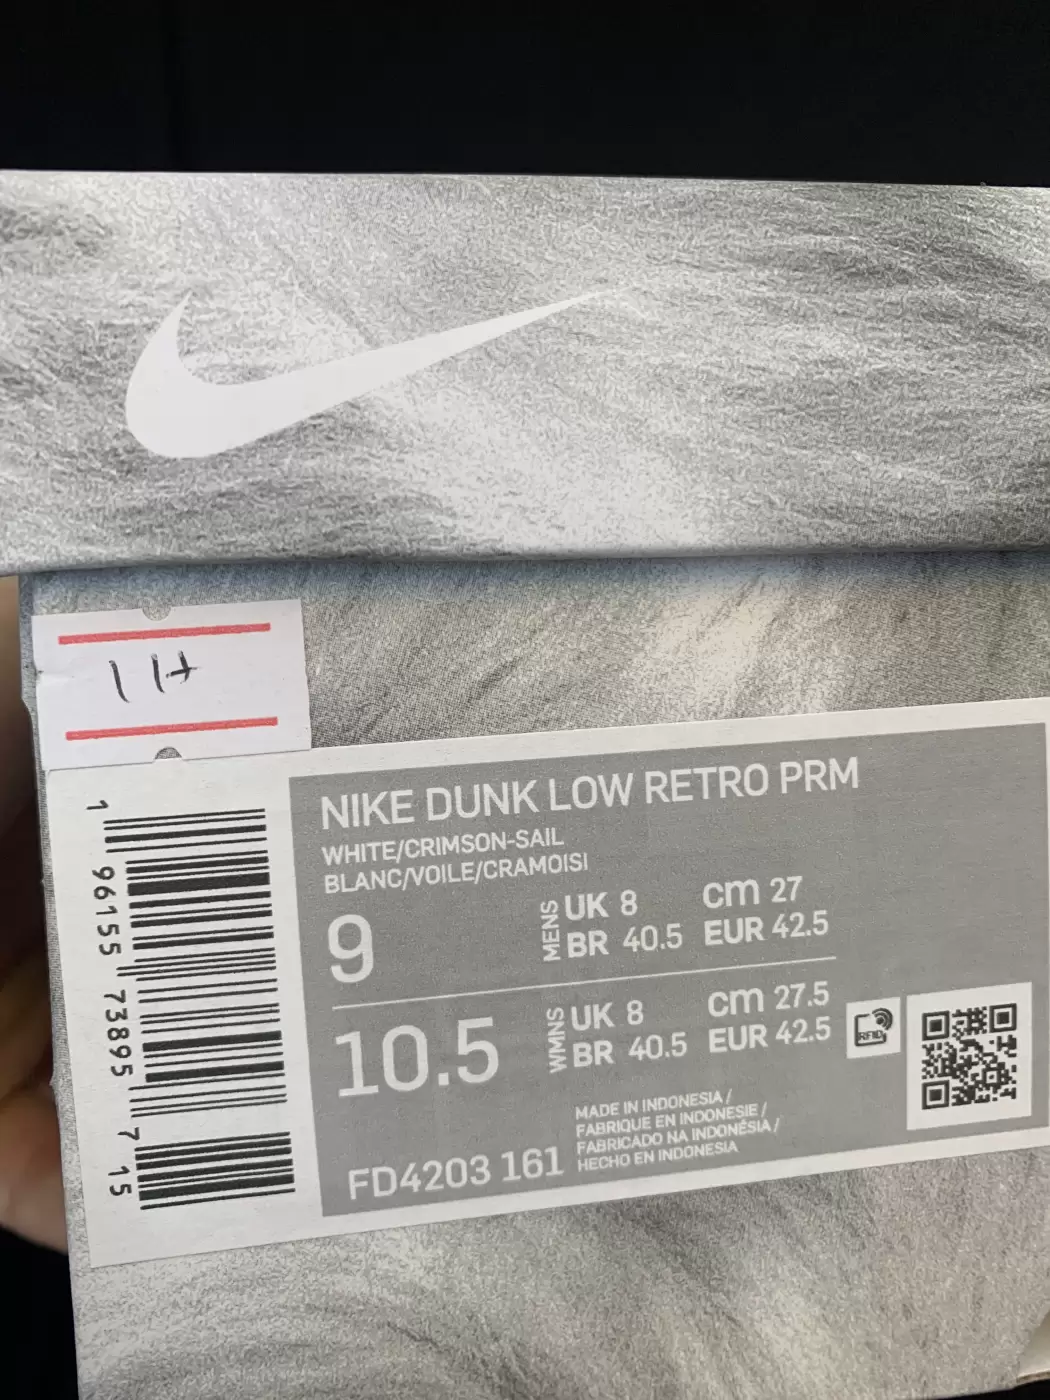 11+
NIKE DUNK LOW RETRO PRM
WHITE/CRIMSON-SAIL
BLANC/VOILE/CRAMOISI
9
MENS
UK 8
cm 27
BR 40.5
EUR 42.5
10.5
WMNS
UK 8
cm 27.5
BR 40.5
EUR 42.5
RFID
MADE IN INDONESIA /
FABRIQUE EN INDONESIE /
FABRICADO NA INDONÉSIA /
HECHO EN INDONESIA
FD4203 161
1 96155 73895 7 15